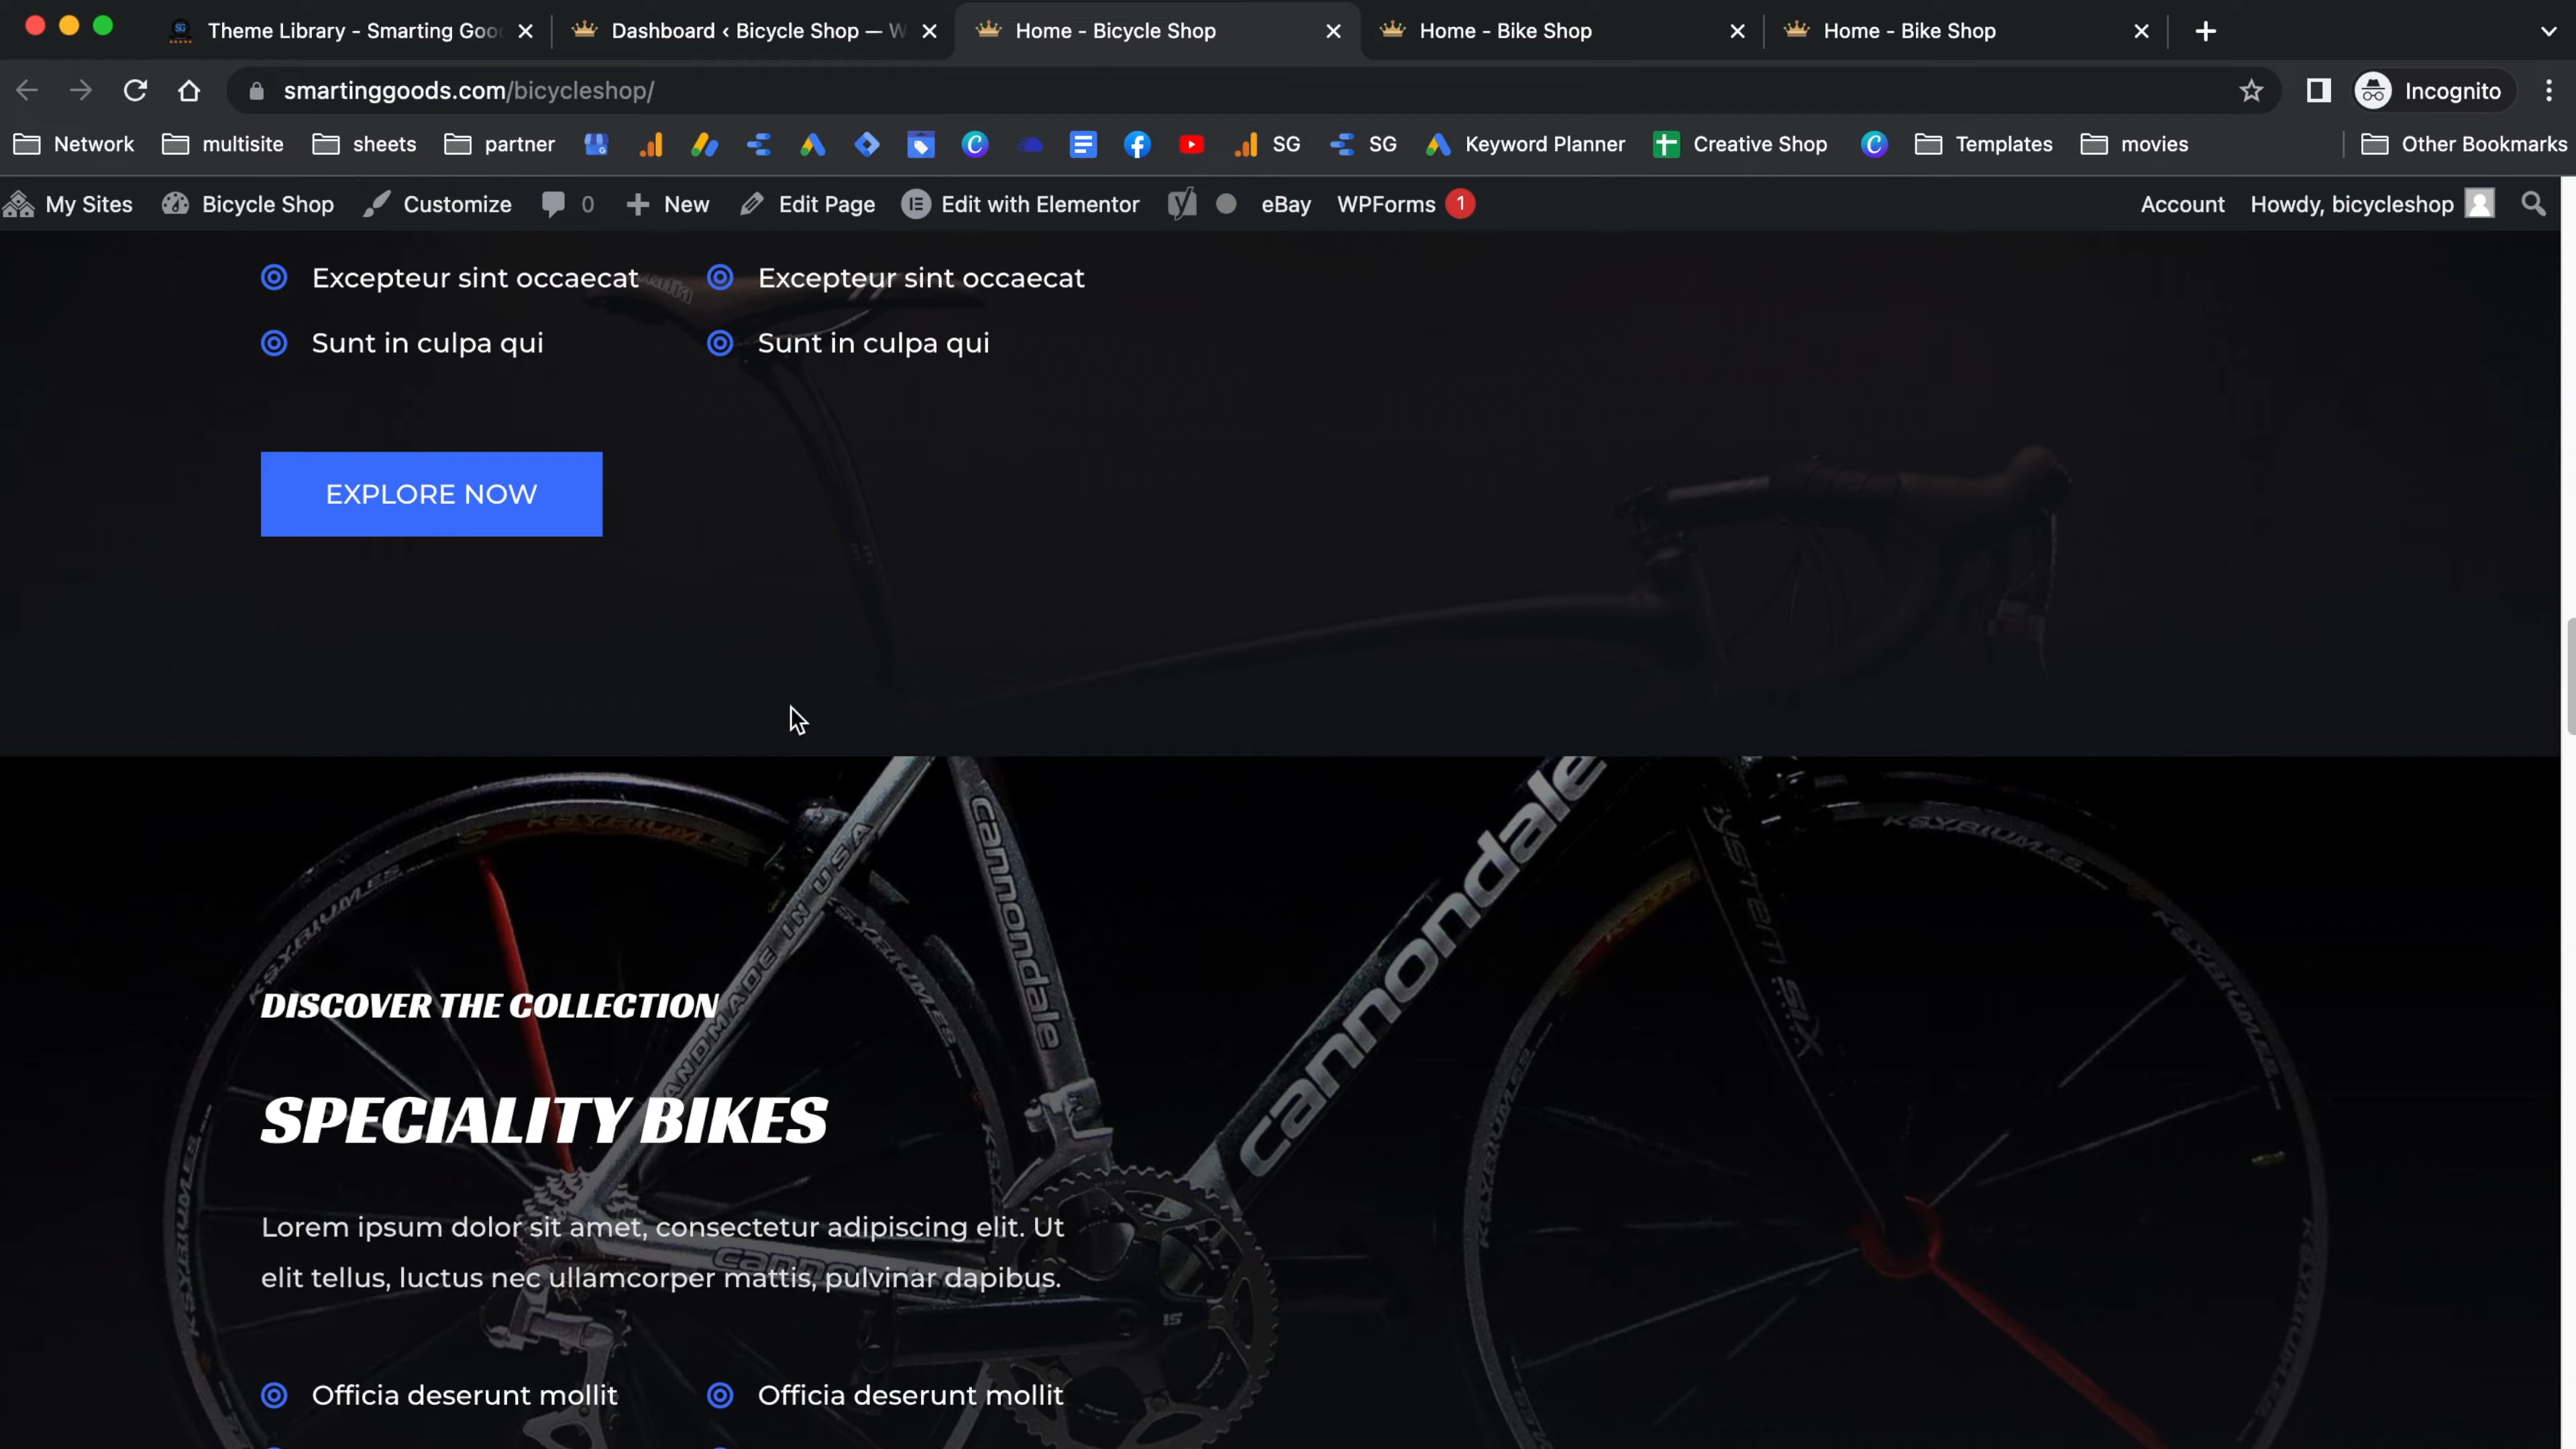 Theme Library - Smarting Goo
Dashboard ‹ Bicycle Shop — W
Home - Bicycle Shop
Home - Bike Shop
Home - Bike Shop
smartinggoods.com/bicycleshop/
Incognito
Network
multisite
sheets
partner
SG
SG
Keyword Planner
Creative Shop
Templates
movies
Other Bookmarks
My Sites
Bicycle Shop
Customize
0
New
Edit Page
Edit with Elementor
eBay
WPForms 1
Account
Howdy, bicycleshop
Excepteur sint occaecat
Excepteur sint occaecat
Sunt in culpa qui
Sunt in culpa qui
EXPLORE NOW
cannondale
cannondale
HANDMADE IN USA
DISCOVER THE COLLECTION
SPECIALITY BIKES
Lorem ipsum dolor sit amet, consectetur adipiscing elit. Ut
elit tellus, luctus nec ullamcorper mattis, pulvinar dapibus.
Officia deserunt mollit
Officia deserunt mollit